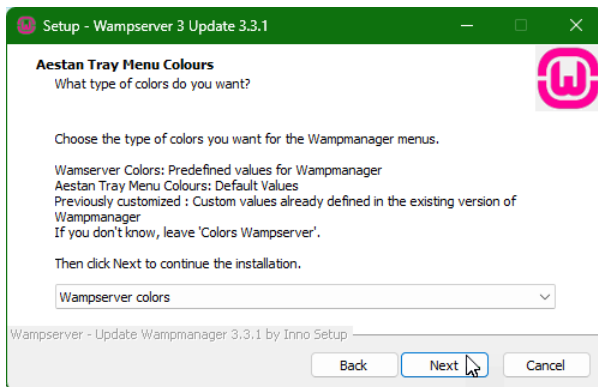 Setup - Wampserver 3 Update 3.3.1
Aestan Tray Menu Colours
What type of colors do you want?
Choose the type of colors you want for the Wampmanager menus.
Wamserver Colors: Predefined values for Wampmanager
Aestan Tray Menu Colours: Default Values
Previously customized : Custom values already defined in the existing version of
Wampmanager
If you don't know, leave 'Colors Wampserver'.
Then click Next to continue the installation.
Wampserver colors
Wampserver - Update Wampmanager 3.3.1 by Inno Setup
Back Next Cancel